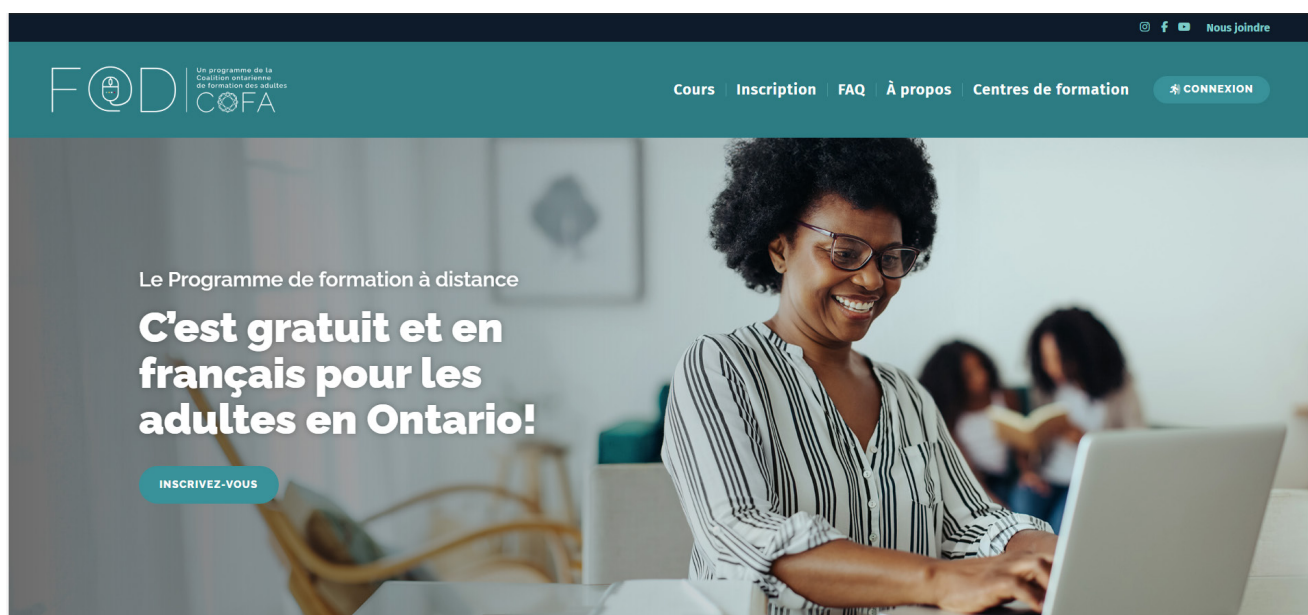 Nous joindre
F@D
Un programme de la
Coalition ontarienne
de formation des adultes
COFA
Cours
Inscription
FAQ
À propos
Centres de formation
CONNEXION
Le Programme de formation à distance
C'est gratuit et en
français pour les
adultes en Ontario!
INSCRIVEZ-VOUS